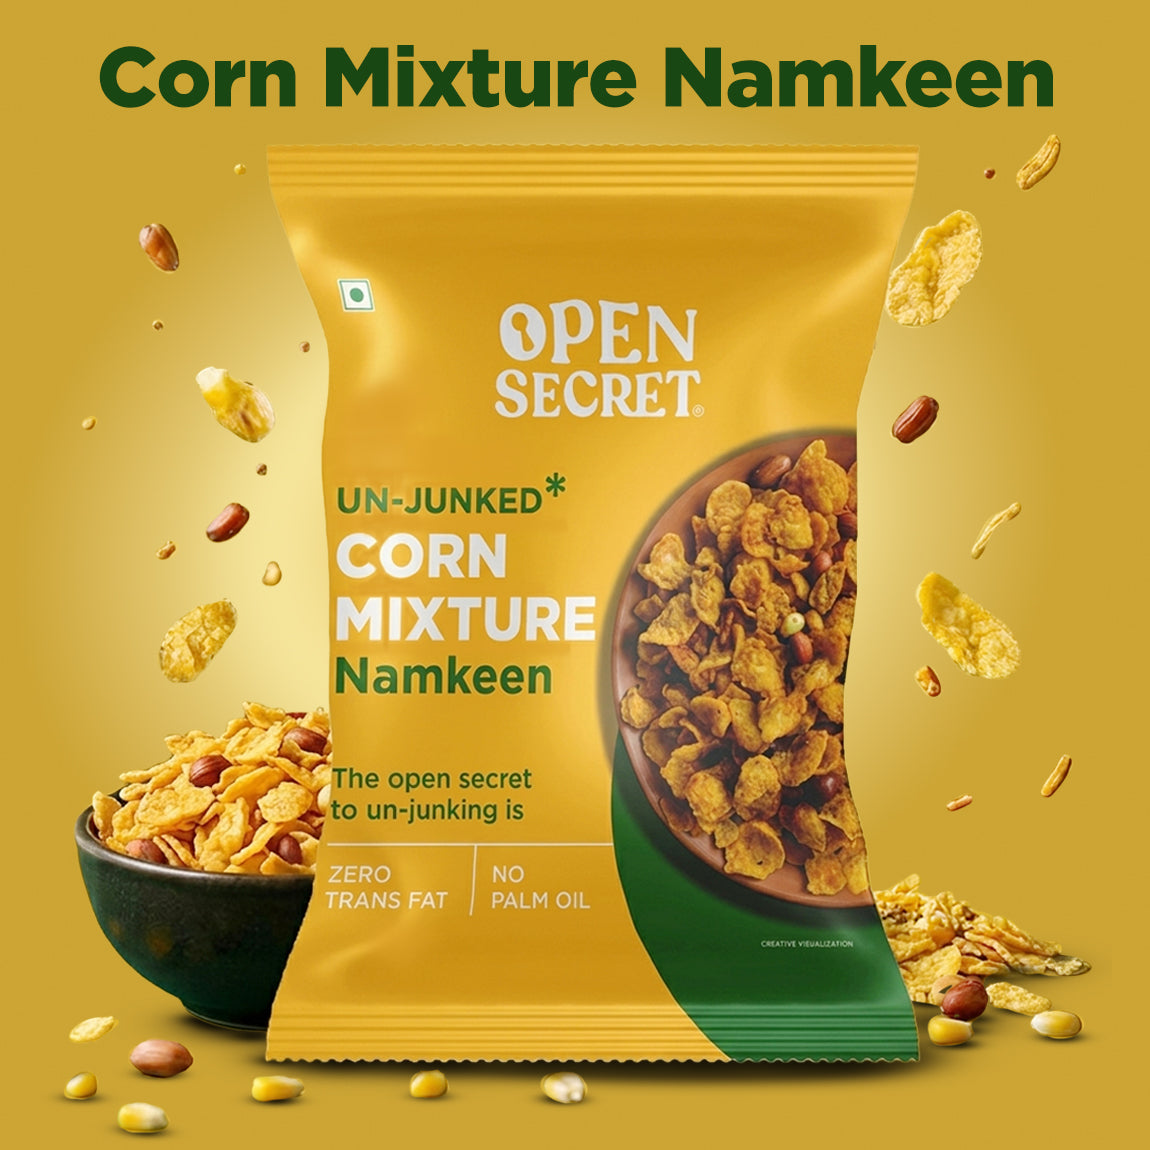 Corn Mixture Namkeen
OPEN
SECRET®
UN-JUNKED*
CORN
MIXTURE
Namkeen
The open secret
to un-junking is
ZERO
TRANS FAT
NO
PALM OIL
CREATIVE VIEUALIZATION